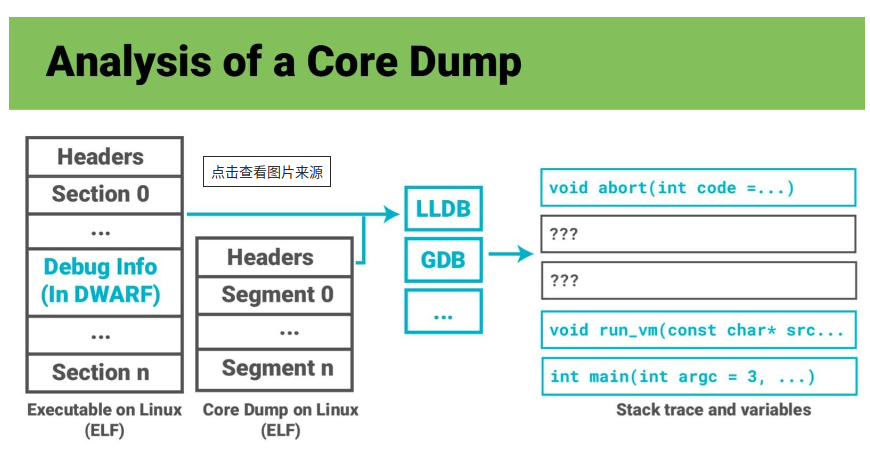 Analysis of a Core Dump
Headers
Section 0
...
Debug Info
(In DWARF)
...
Section n
Executable on Linux
(ELF)
点击查看图片来源
Headers
Segment 0
...
Segment n
Core Dump on Linux
(ELF)
LLDB
GDB
...
void abort(int code =...)
???
???
void run_vm(const char* src...
int main(int argc = 3, ...)
Stack trace and variables